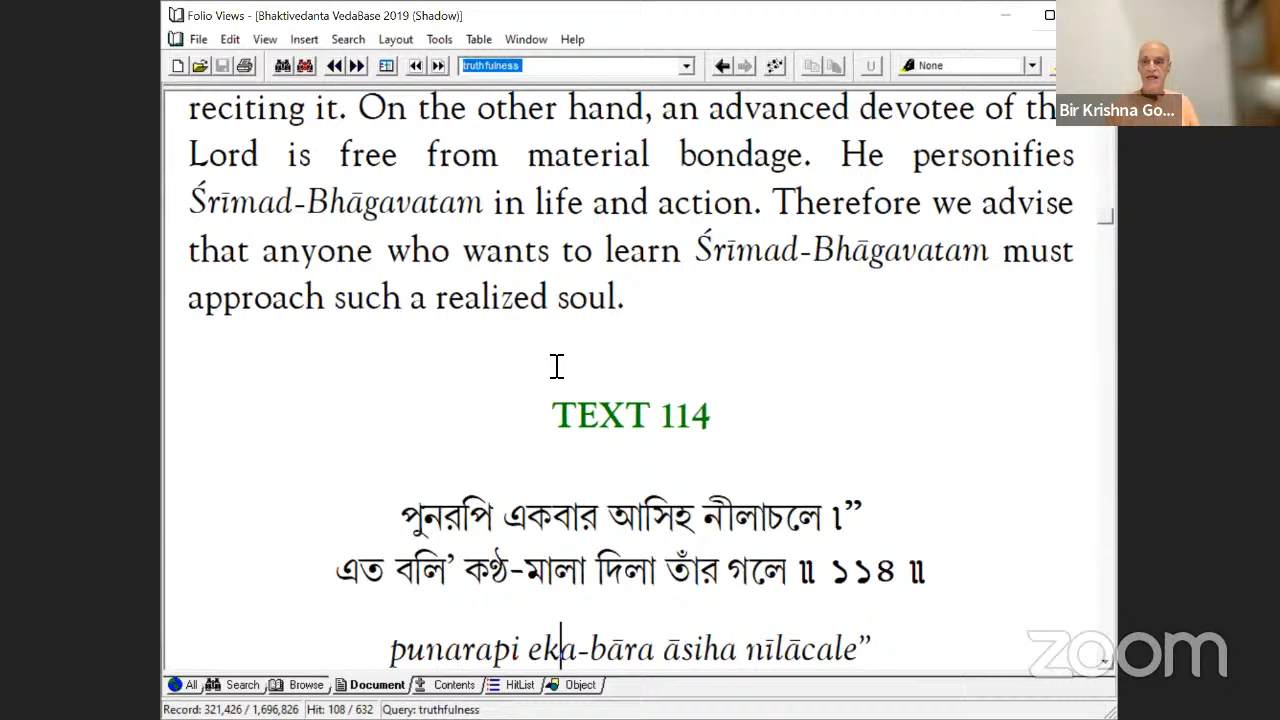 Folio Views - [Bhaktivedanta VedaBase 2019 (Shadow)]
File Edit View Insert Search Layout Tools Table Window Help
truthfulness
U
None
Bir Krishna Go...
reciting it. On the other hand, an advanced devotee of th
Lord is free from material bondage. He personifies
Śrīmad-Bhāgavatam in life and action. Therefore we advise
that anyone who wants to learn Śrīmad-Bhāgavatam must
approach such a realized soul.
TEXT 114
পুনরপি একবার আসিহ নীলাচলে ।”
এত বলি’ কণ্ঠ-মালা দিলা তাঁর গলে ॥ ১১৪ ॥
punarapi eka-bāra āsiha nīlācale”
zoom
All Search Browse Document Contents HitList Object
Record: 321,426 / 1,696,826 Hit: 108 / 632 Query: truthfulness